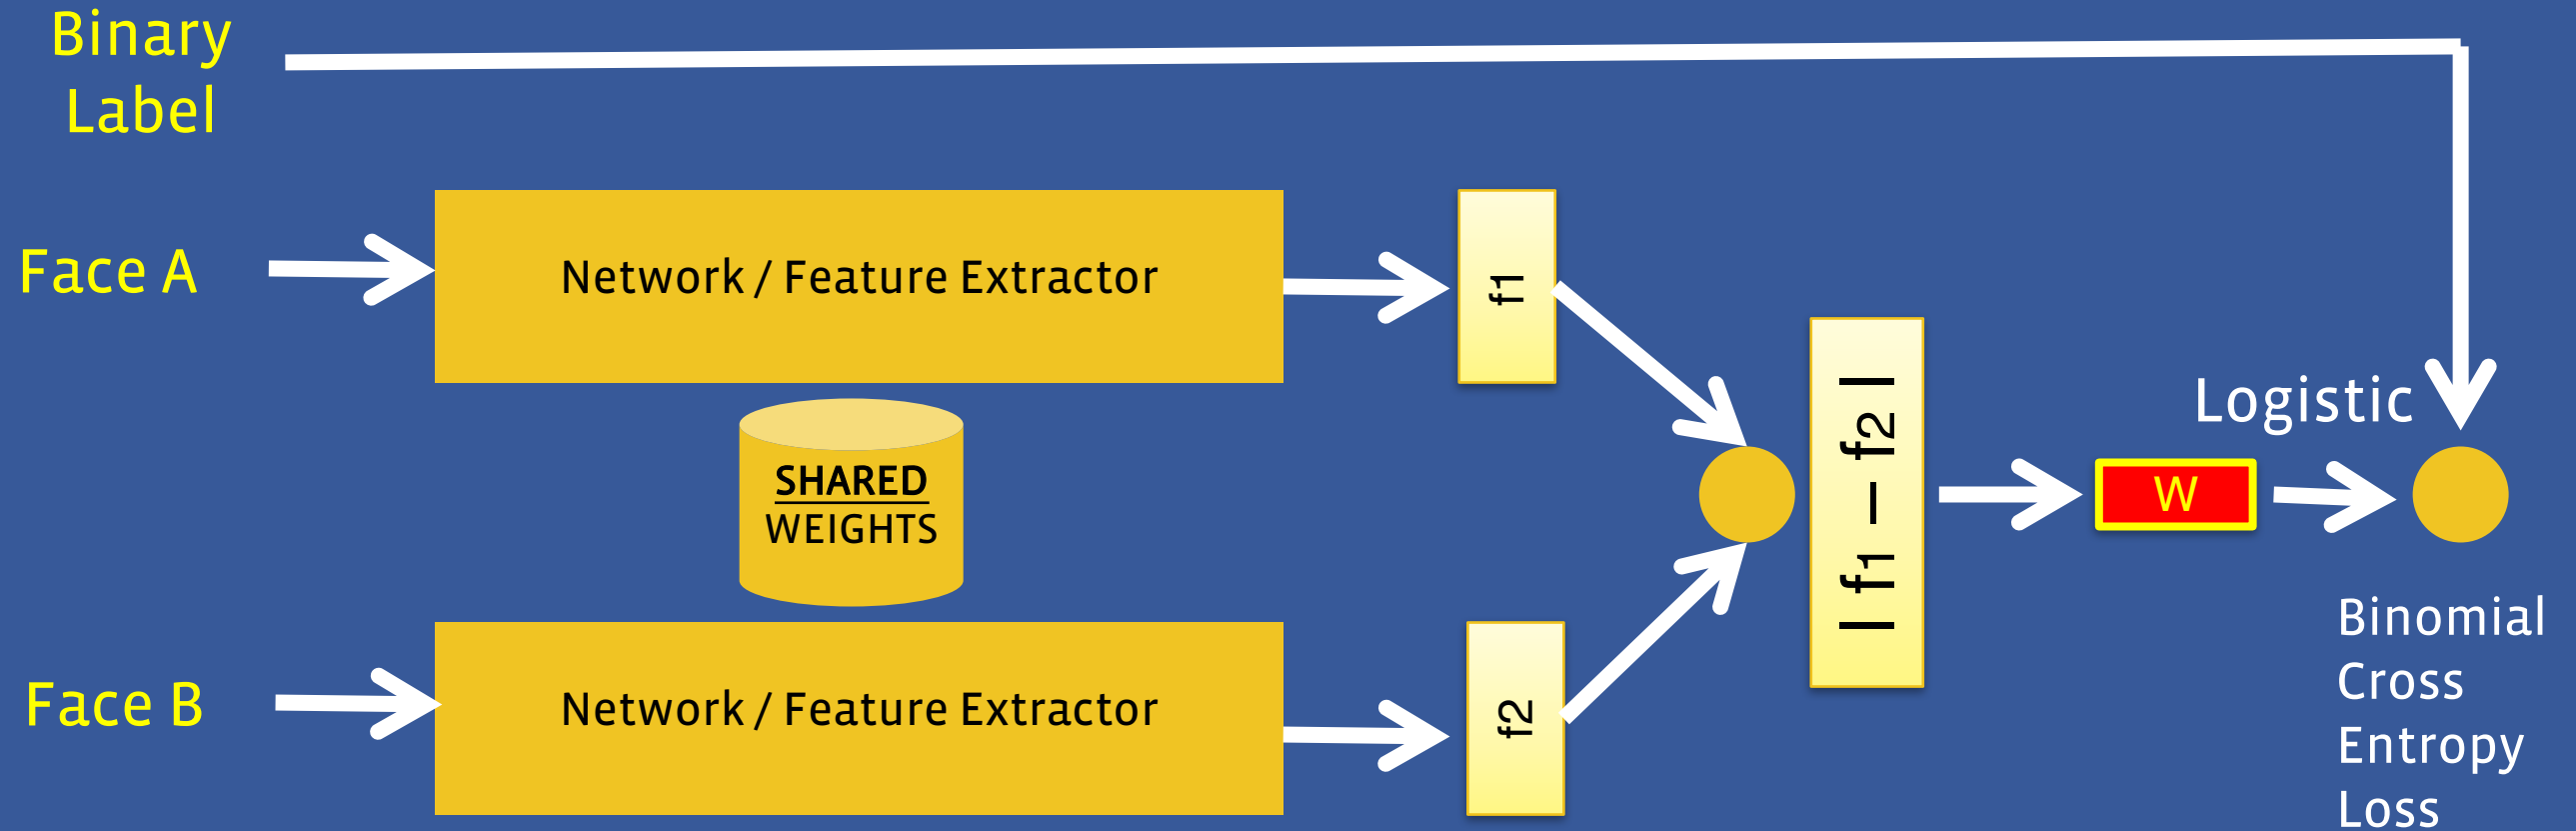 Binary
Label
Face A
Network / Feature Extractor
f1
SHARED
WEIGHTS
Face B
Network / Feature Extractor
f2
| f1 – f2 |
W
Logistic
Binomial
Cross
Entropy
Loss